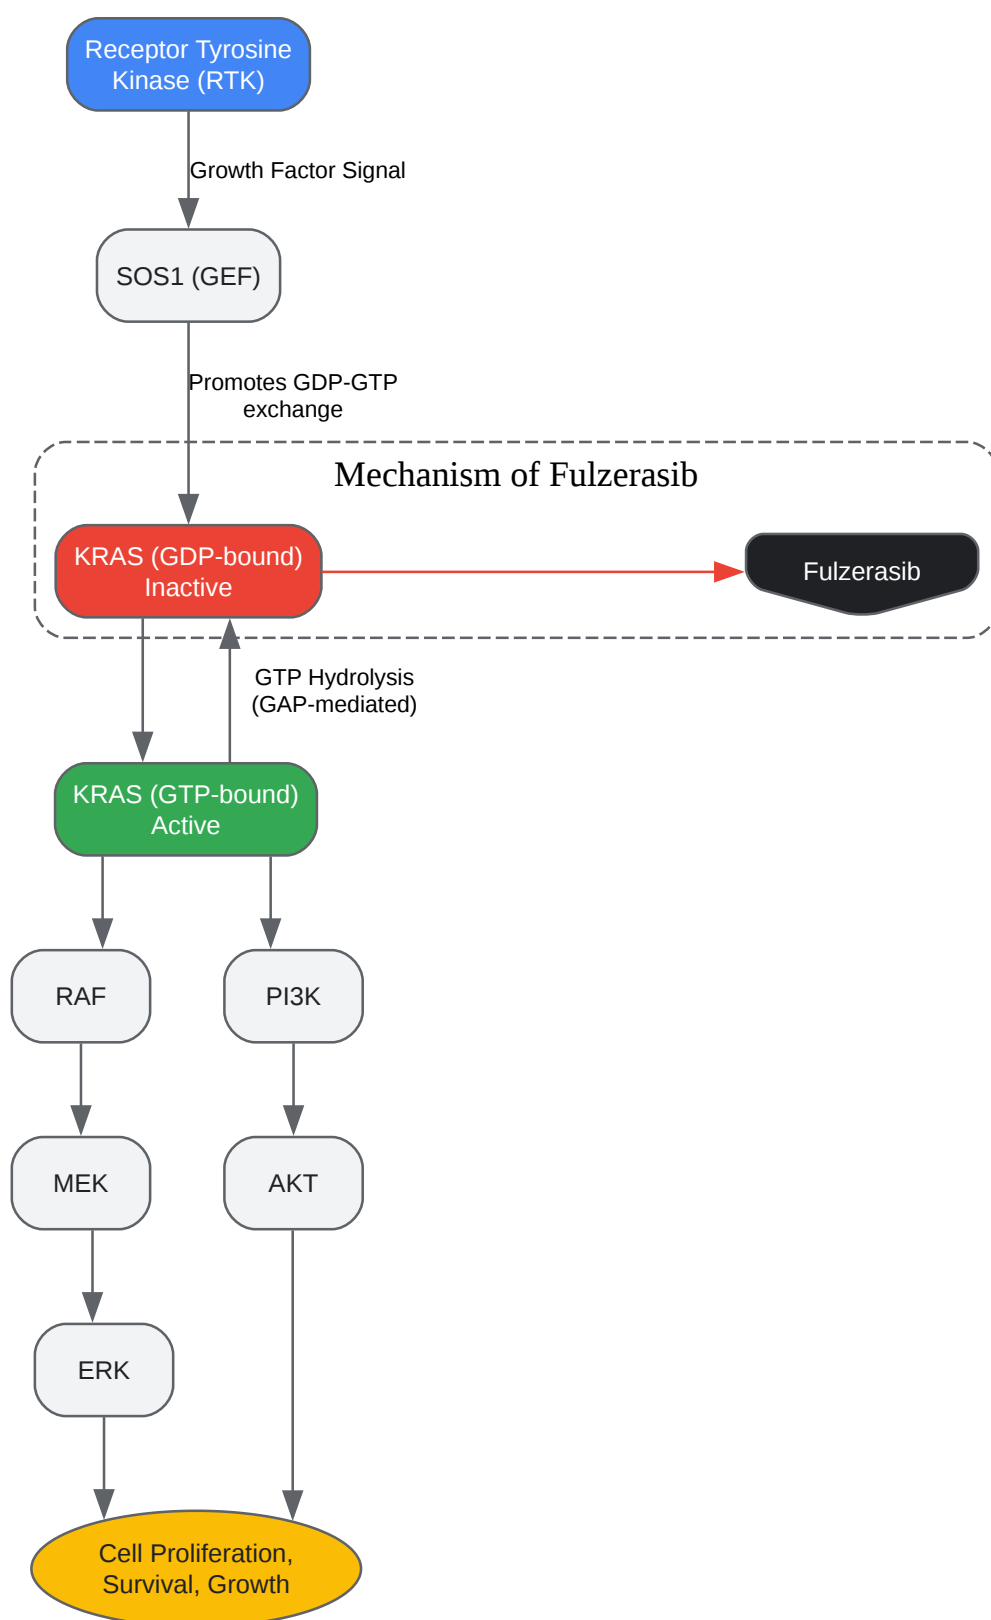 Receptor Tyrosine
Kinase (RTK)
Growth Factor Signal
SOS1 (GEF)
Promotes GDP-GTP
exchange
Mechanism of Fulzerasib
KRAS (GDP-bound)
Inactive
Fulzerasib
GTP Hydrolysis
(GAP-mediated)
KRAS (GTP-bound)
Active
RAF
PI3K
MEK
AKT
ERK
Cell Proliferation,
Survival, Growth